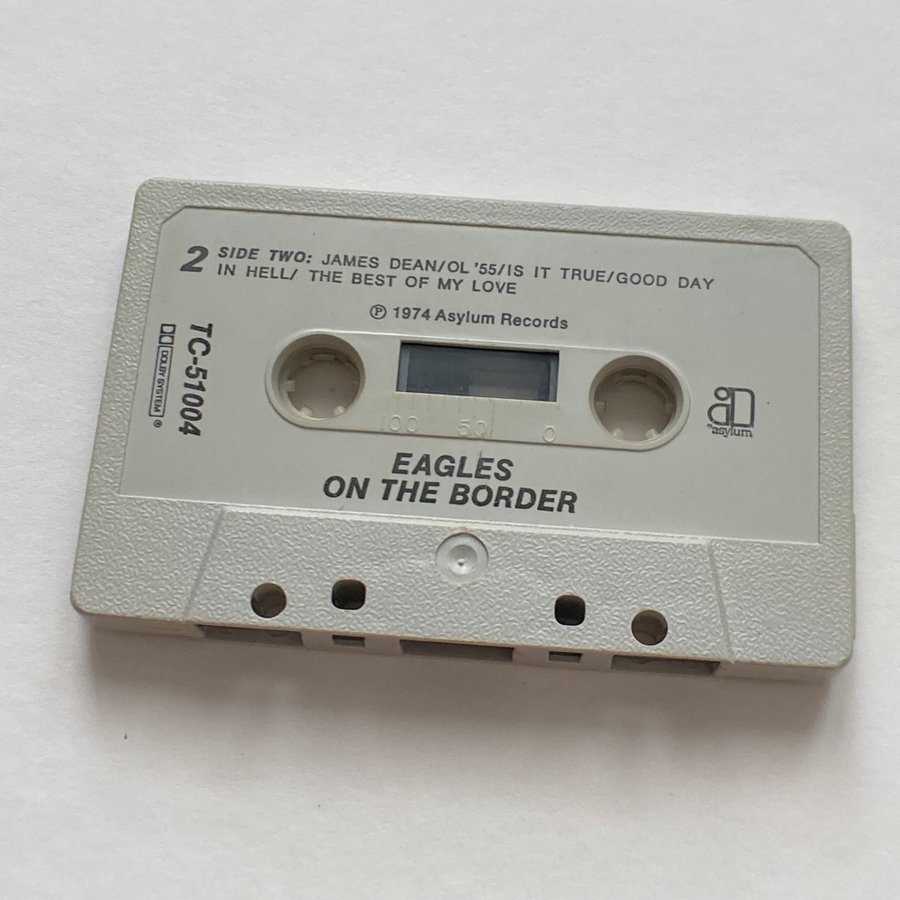 2 SIDE TWO: JAMES DEAN/OL '55/IS IT TRUE/GOOD DAY
IN HELL/ THE BEST OF MY LOVE
℗ 1974 Asylum Records
TC-51004
DOLBY SYSTEM ®
100 50 0
asylum
EAGLES
ON THE BORDER